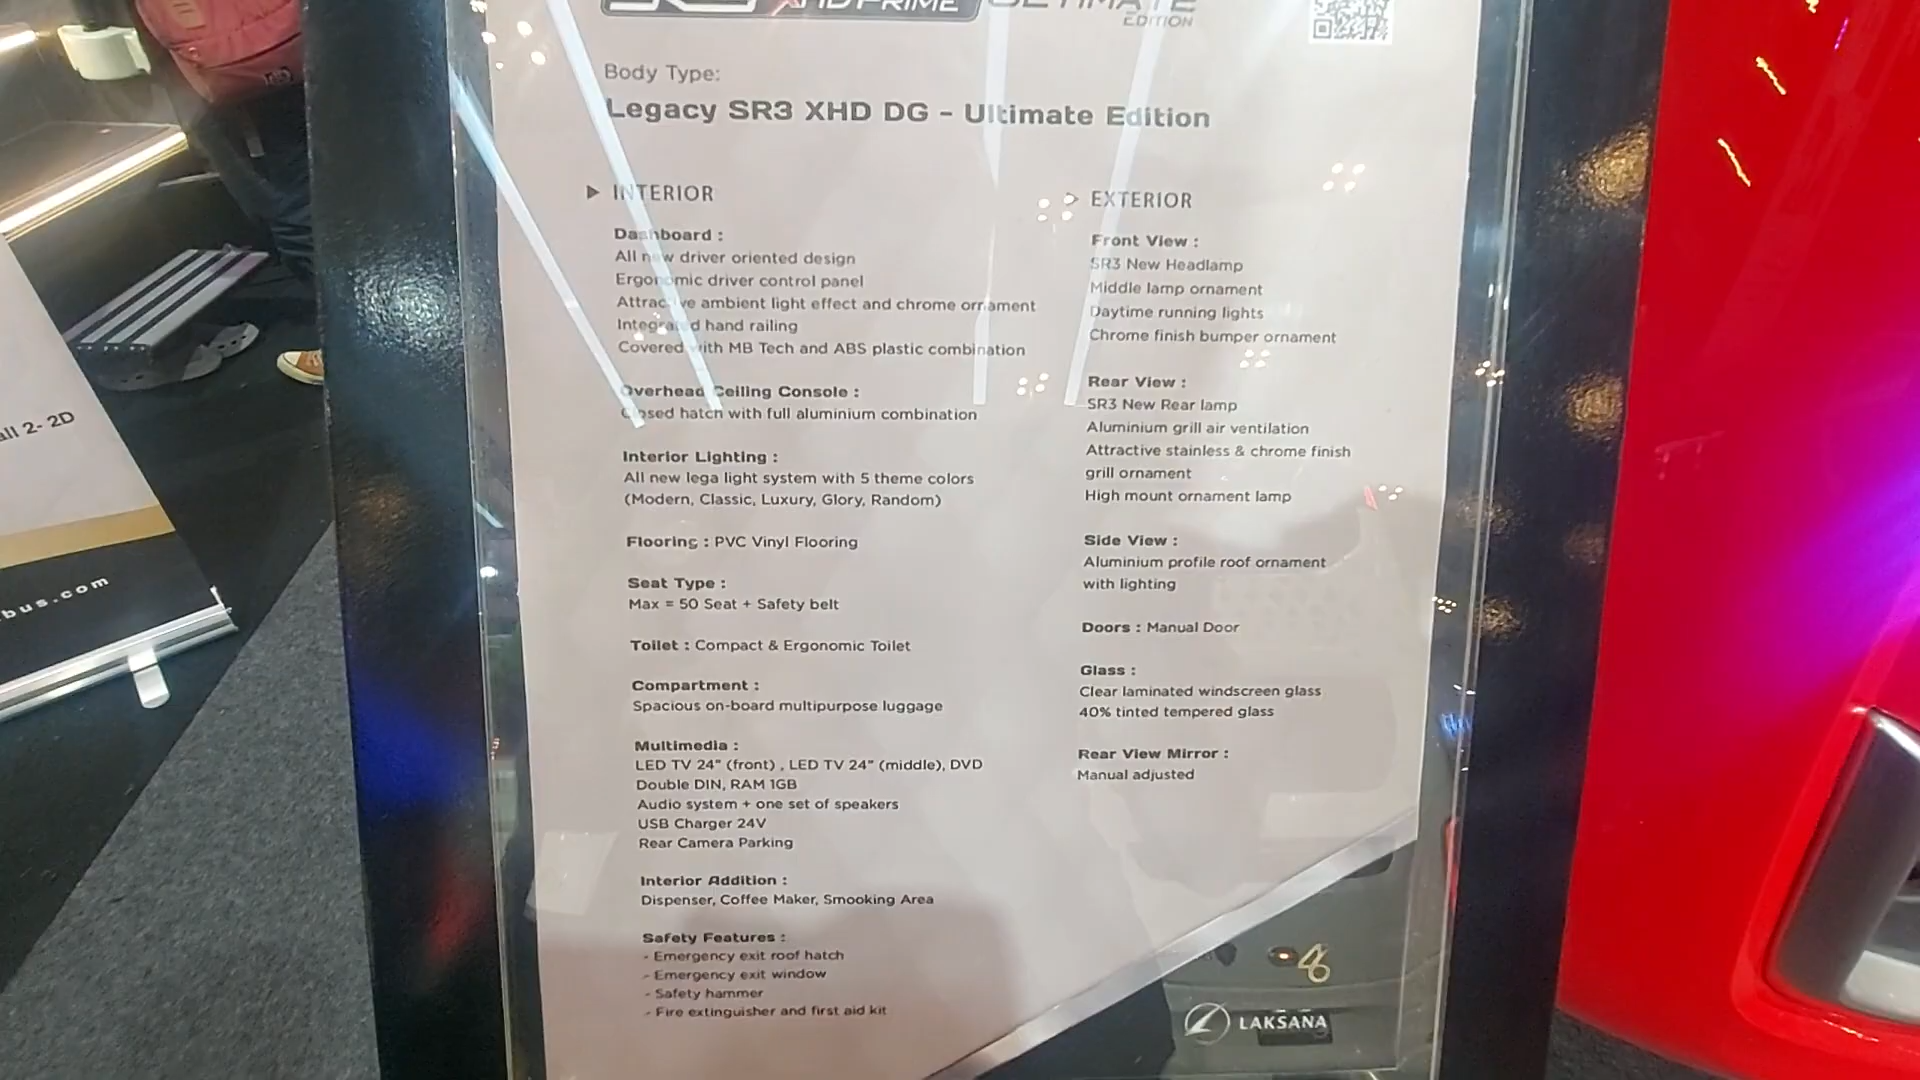 XHD PRIME ULTIMATE
EDITION
Body Type:
Legacy SR3 XHD DG - Ultimate Edition
INTERIOR
Dashboard :
All new driver oriented design
Ergonomic driver control panel
Attractive ambient light effect and chrome ornament
Integrated hand railing
Covered with MB Tech and ABS plastic combination
Overhead Ceiling Console :
Closed hatch with full aluminium combination
Interior Lighting :
All new lega light system with 5 theme colors
(Modern, Classic, Luxury, Glory, Random)
Flooring : PVC Vinyl Flooring
Seat Type :
Max = 50 Seat + Safety belt
Toilet : Compact & Ergonomic Toilet
Compartment :
Spacious on-board multipurpose luggage
Multimedia :
LED TV 24" (front) , LED TV 24" (middle), DVD
Double DIN, RAM 1GB
Audio system + one set of speakers
USB Charger 24V
Rear Camera Parking
Interior Addition :
Dispenser, Coffee Maker, Smooking Area
Safety Features :
- Emergency exit roof hatch
- Emergency exit window
- Safety hammer
- Fire extinguisher and first aid kit
EXTERIOR
Front View :
SR3 New Headlamp
Middle lamp ornament
Daytime running lights
Chrome finish bumper ornament
Rear View :
SR3 New Rear lamp
Aluminium grill air ventilation
Attractive stainless & chrome finish
grill ornament
High mount ornament lamp
Side View :
Aluminium profile roof ornament
with lighting
Doors : Manual Door
Glass :
Clear laminated windscreen glass
40% tinted tempered glass
Rear View Mirror :
Manual adjusted
46
LAKSANA
all 2- 2D
bus.com